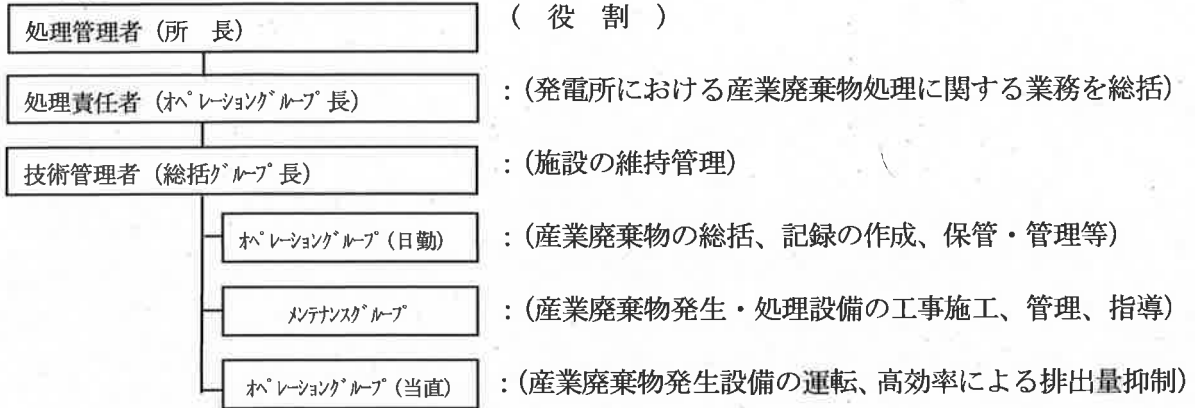 処理管理者（所　長）　（　役　割　）
処理責任者（ｵﾍﾟﾚｰｼｮﾝｸﾞﾙｰﾌﾟ長）：（発電所における産業廃棄物処理に関する業務を総括）
技術管理者（総括ｸﾞﾙｰﾌﾟ長）：（施設の維持管理）
ｵﾍﾟﾚｰｼｮﾝｸﾞﾙｰﾌﾟ（日勤）：（産業廃棄物の総括、記録の作成、保管・管理等）
ﾒﾝﾃﾅﾝｽｸﾞﾙｰﾌﾟ：（産業廃棄物発生・処理設備の工事施工、管理、指導）
ｵﾍﾟﾚｰｼｮﾝｸﾞﾙｰﾌﾟ（当直）：（産業廃棄物発生設備の運転、高効率による排出量抑制）